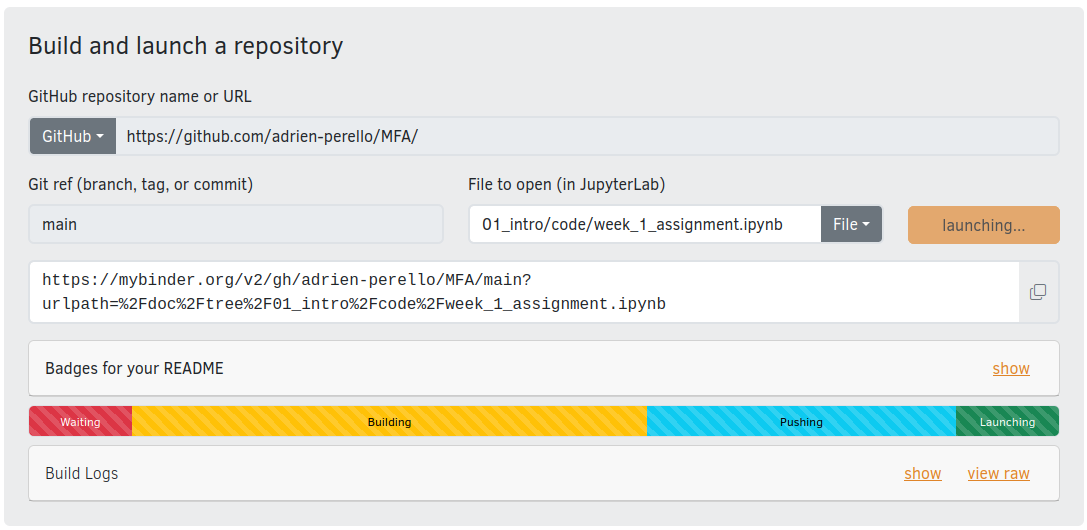 Build and launch a repository
GitHub repository name or URL
GitHub https://github.com/adrien-perello/MFA/
Git ref (branch, tag, or commit) File to open (in JupyterLab)
main 01_intro/code/week_1_assignment.ipynb File launching...
https://mybinder.org/v2/gh/adrien-perello/MFA/main?
urlpath=%2Fdoc%2Ftree%2F01_intro%2Fcode%2Fweek_1_assignment.ipynb
Badges for your README show
Waiting Building Pushing Launching
Build Logs show view raw